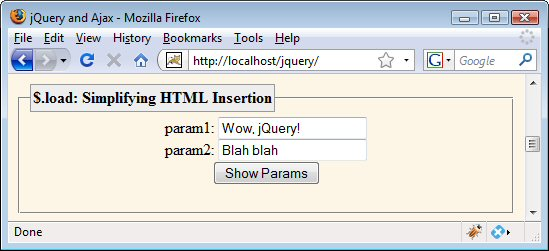 jQuery and Ajax - Mozilla Firefox
File Edit View History Bookmarks Tools Help
http://localhost/jquery/ G Google
$.load: Simplifying HTML Insertion
param1: Wow, jQuery!
param2: Blah blah
Show Params
Done